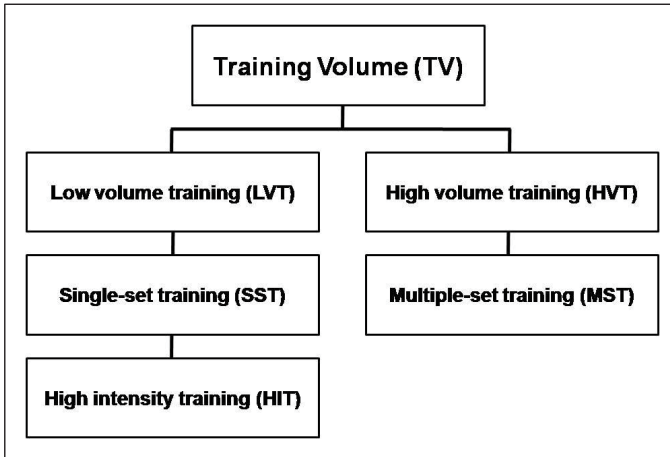 Training Volume (TV)
Low volume training (LVT)
High volume training (HVT)
Single-set training (SST)
Multiple-set training (MST)
High intensity training (HIT)